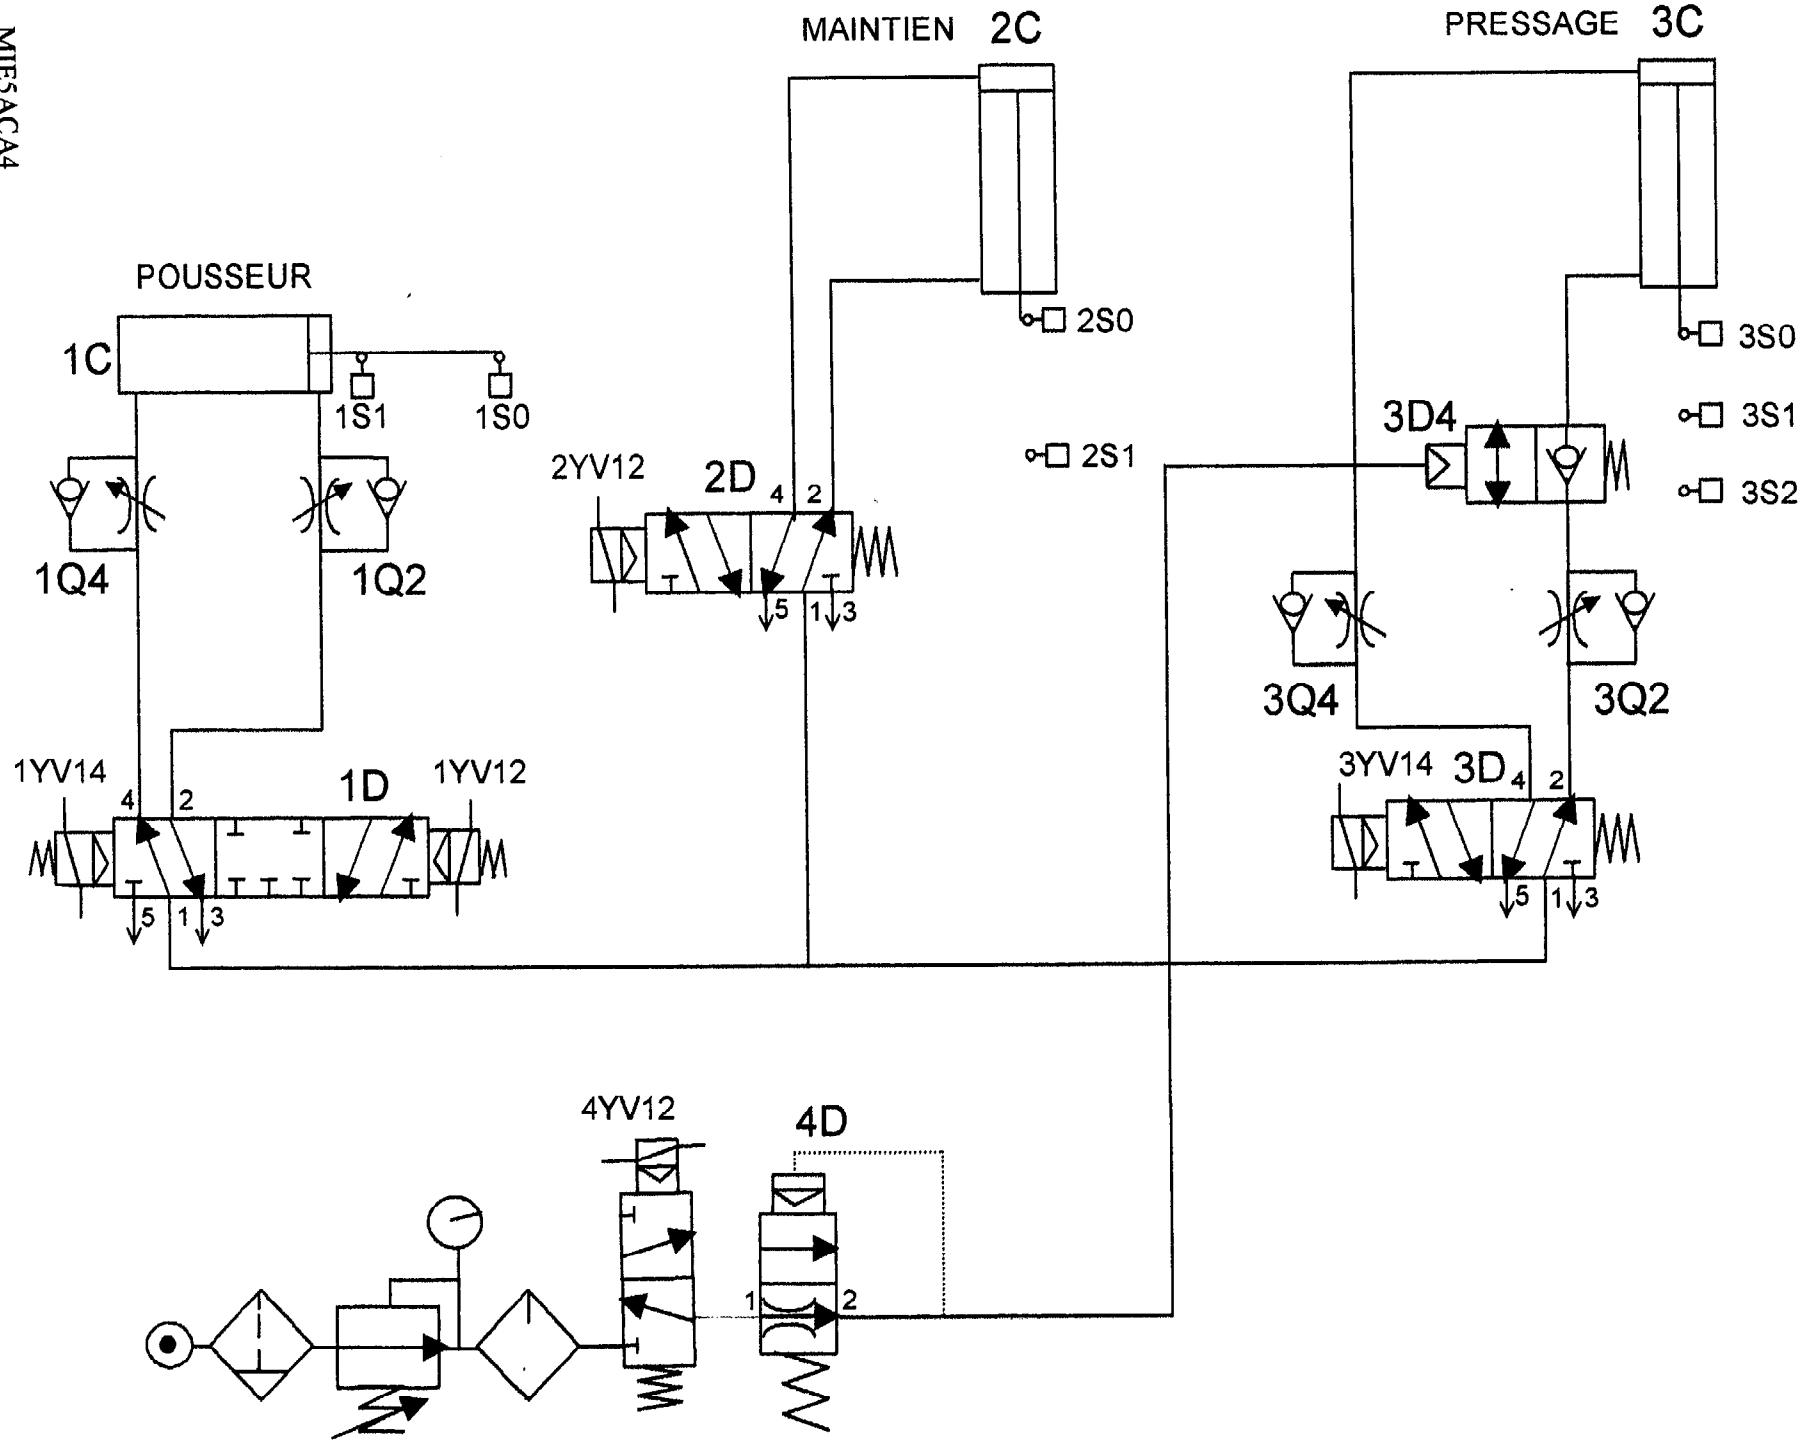 MIE5ACA4
MAINTIEN 2C
PRESSAGE 3C
POUSSEUR
1C
1S1
1S0
2S0
2S1
3S0
3S1
3S2
3D4
2YV12
2D
4 2
5 1 3
1Q4
1Q2
3Q4
3Q2
1YV14
1D
1YV12
4 2
5 1 3
3YV14
3D
4 2
5 1 3
4YV12
4D
1 2